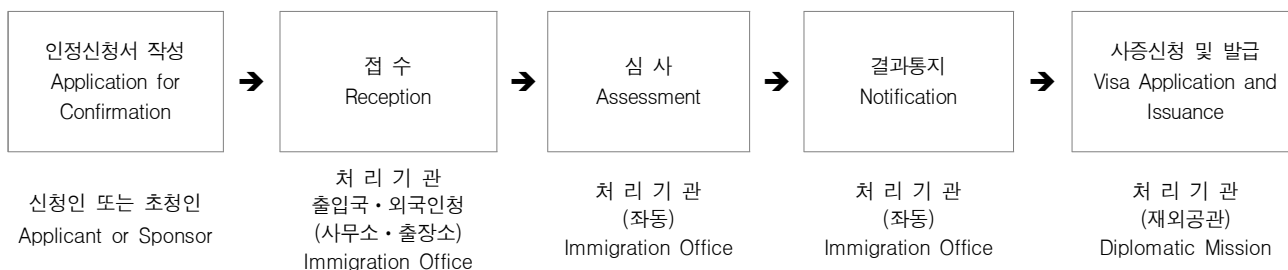 인정신청서 작성
Application for
Confirmation
➔
접 수
Reception
➔
심 사
Assessment
➔
결과통지
Notification
➔
사증신청 및 발급
Visa Application and
Issuance
신청인 또는 초청인
Applicant or Sponsor
처 리 기 관
출입국・외국인청
(사무소・출장소)
Immigration Office
처 리 기 관
(좌동)
Immigration Office
처 리 기 관
(좌동)
Immigration Office
처 리 기 관
(재외공관)
Diplomatic Mission